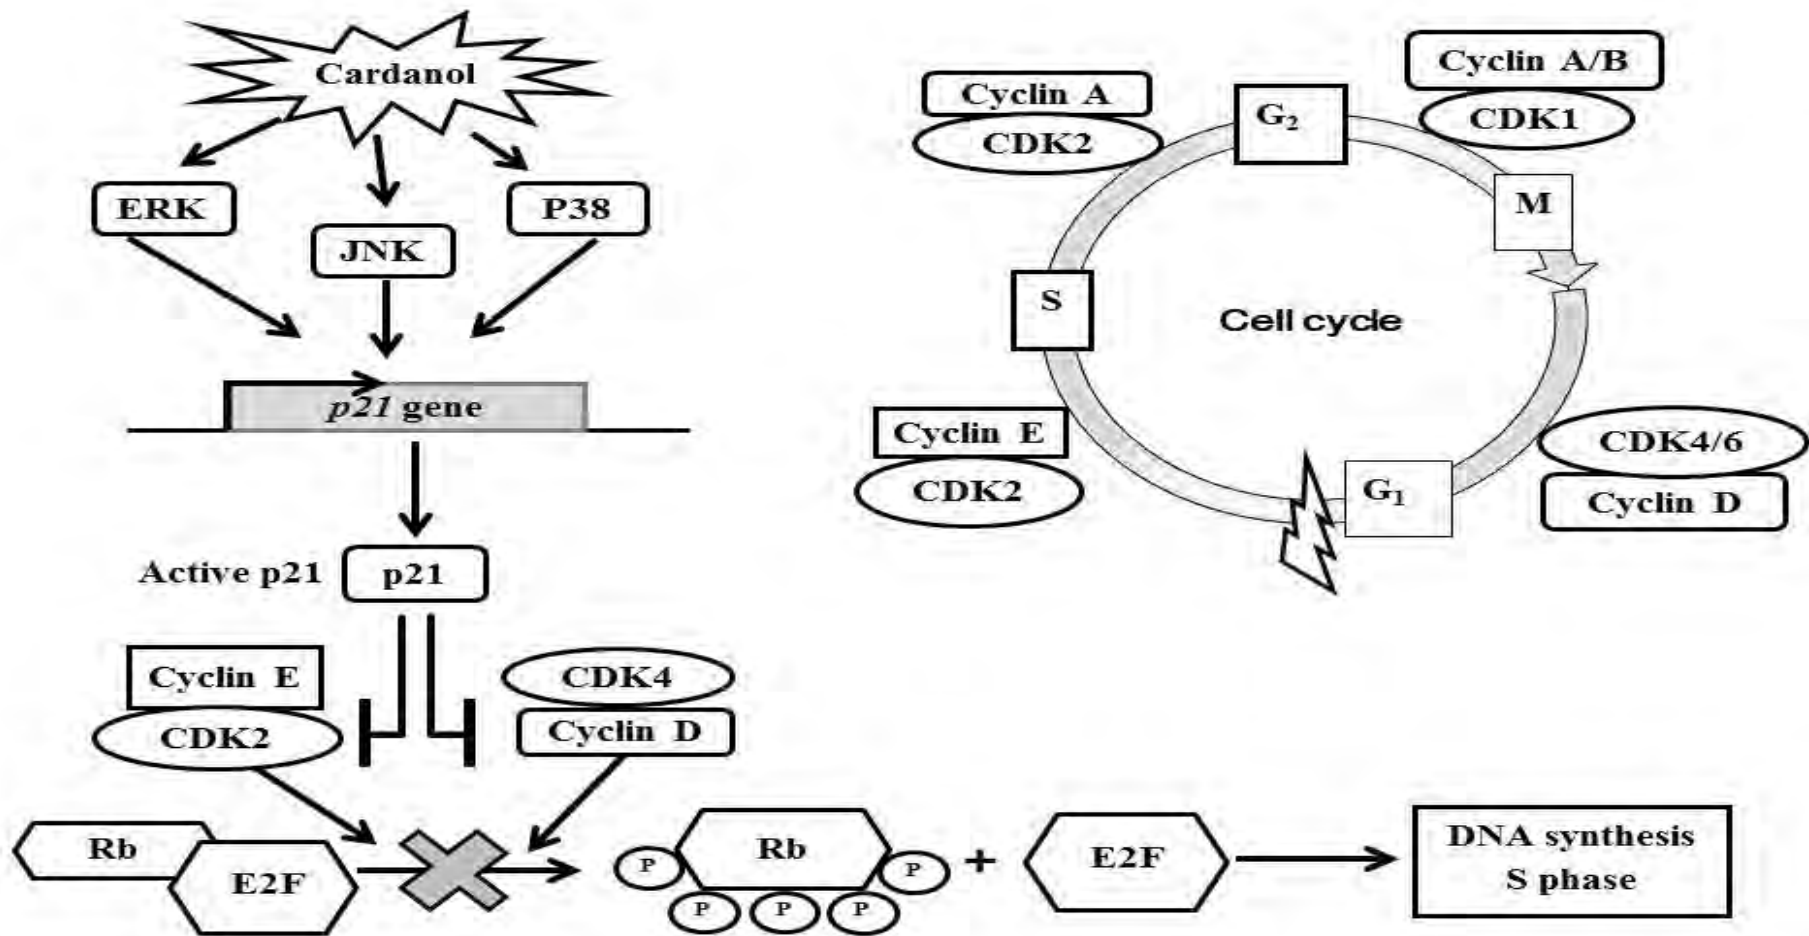 Cardanol
ERK
JNK
P38
p21 gene
Active p21
p21
Cyclin E
CDK2
CDK4
Cyclin D
Rb
E2F
Rb
P
P
P
P
P
+
E2F
DNA synthesis
S phase
Cyclin A
CDK2
G2
Cyclin A/B
CDK1
M
S
Cell cycle
Cyclin E
CDK2
G1
CDK4/6
Cyclin D